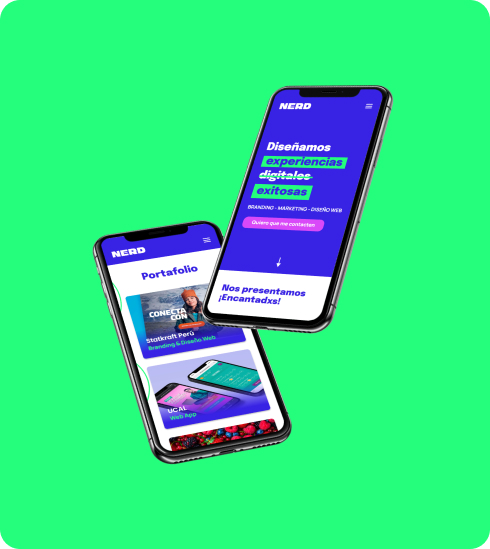 NERD
Diseñamos
experiencias
digitales
exitosas
BRANDING - MARKETING - DISEÑO WEB
Quiero que me contacten
Nos presentamos
¡Encantadxs!
NERD
Portafolio
CONECTA
CON
Statkraft Perú
Branding & Diseño Web
UCAL
Web App